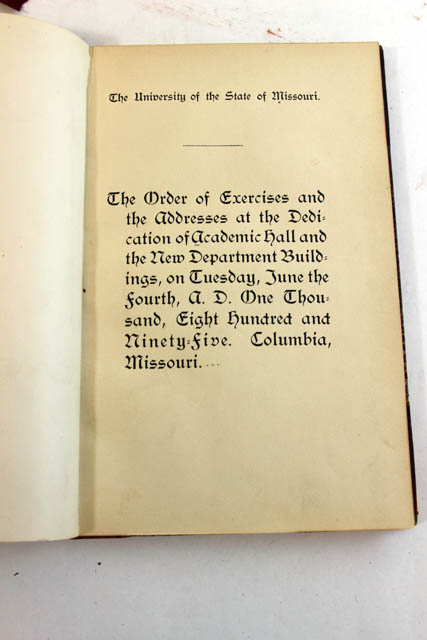 The University of the State of Missouri.
The Order of Exercises and
the Addresses at the Dedi-
cation of Academic Hall and
the New Department Build-
ings, on Tuesday, June the
Fourth, A. D. One Thou-
sand, Eight Hundred and
Ninety-Five. Columbia,
Missouri....